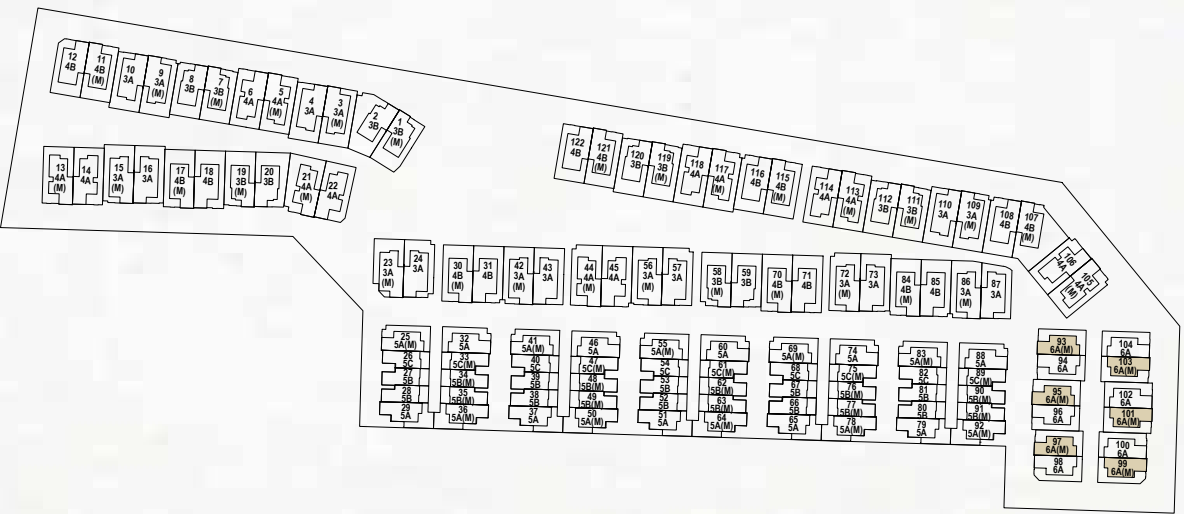 12
4B
11
4B
(M)
10
3A
9
3A
(M)
8
3B
7
3B
(M)
6
4A
5
4A
(M)
4
3A
3
3A
(M)
2
3B
1
3B
(M)
13
4A
(M)
14
4A
15
3A
(M)
16
3A
17
4B
(M)
18
4B
19
3B
(M)
20
3B
21
4A
(M)
22
4A
122
4B
121
4B
(M)
120
3B
119
3B
(M)
118
4A
117
4A
(M)
116
4B
115
4B
(M)
114
4A
113
4A
(M)
112
3B
111
3B
(M)
110
3A
109
3A
(M)
108
4B
107
4B
(M)
106
4A
105
4A
(M)
23
3A
(M)
24
3A
30
4B
(M)
31
4B
42
3A
(M)
43
3A
44
4A
(M)
45
4A
56
3A
(M)
57
3A
58
3B
(M)
59
3B
70
4B
(M)
71
4B
72
3A
(M)
73
3A
84
4B
(M)
85
4B
86
3A
(M)
87
3A
25
5A(M)
26
5C
27
5B
28
5B
29
5A
32
5A
33
5C(M)
34
5B(M)
35
5B(M)
36
5A(M)
41
5A(M)
40
5C
39
5B
38
5B
37
5A
46
5A
47
5C(M)
48
5B(M)
49
5B(M)
50
5A(M)
55
5A(M)
54
5C
53
5B
52
5B
51
5A
60
5A
61
5C(M)
62
5B(M)
63
5B(M)
64
5A(M)
69
5A(M)
68
5C
67
5B
66
5B
65
5A
74
5A
75
5C(M)
76
5B(M)
77
5B(M)
78
5A(M)
83
5A(M)
82
5C
81
5B
80
5B
79
5A
88
5A
89
5C(M)
90
5B(M)
91
5B(M)
92
5A(M)
93
6A(M)
94
6A
95
6A(M)
96
6A
97
6A(M)
98
6A
104
6A
103
6A(M)
102
6A
101
6A(M)
100
6A
99
6A(M)